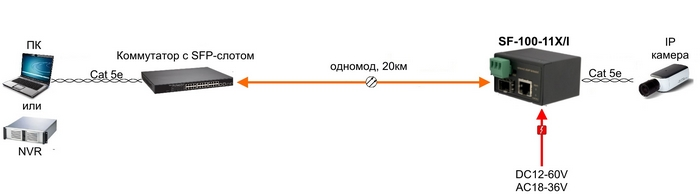 ПК
Cat 5e
или
NVR
Коммутатор с SFP-слотом
одномод, 20км
SF-100-11X/I
Cat 5e
IP
камера
DC12-60V
AC18-36V